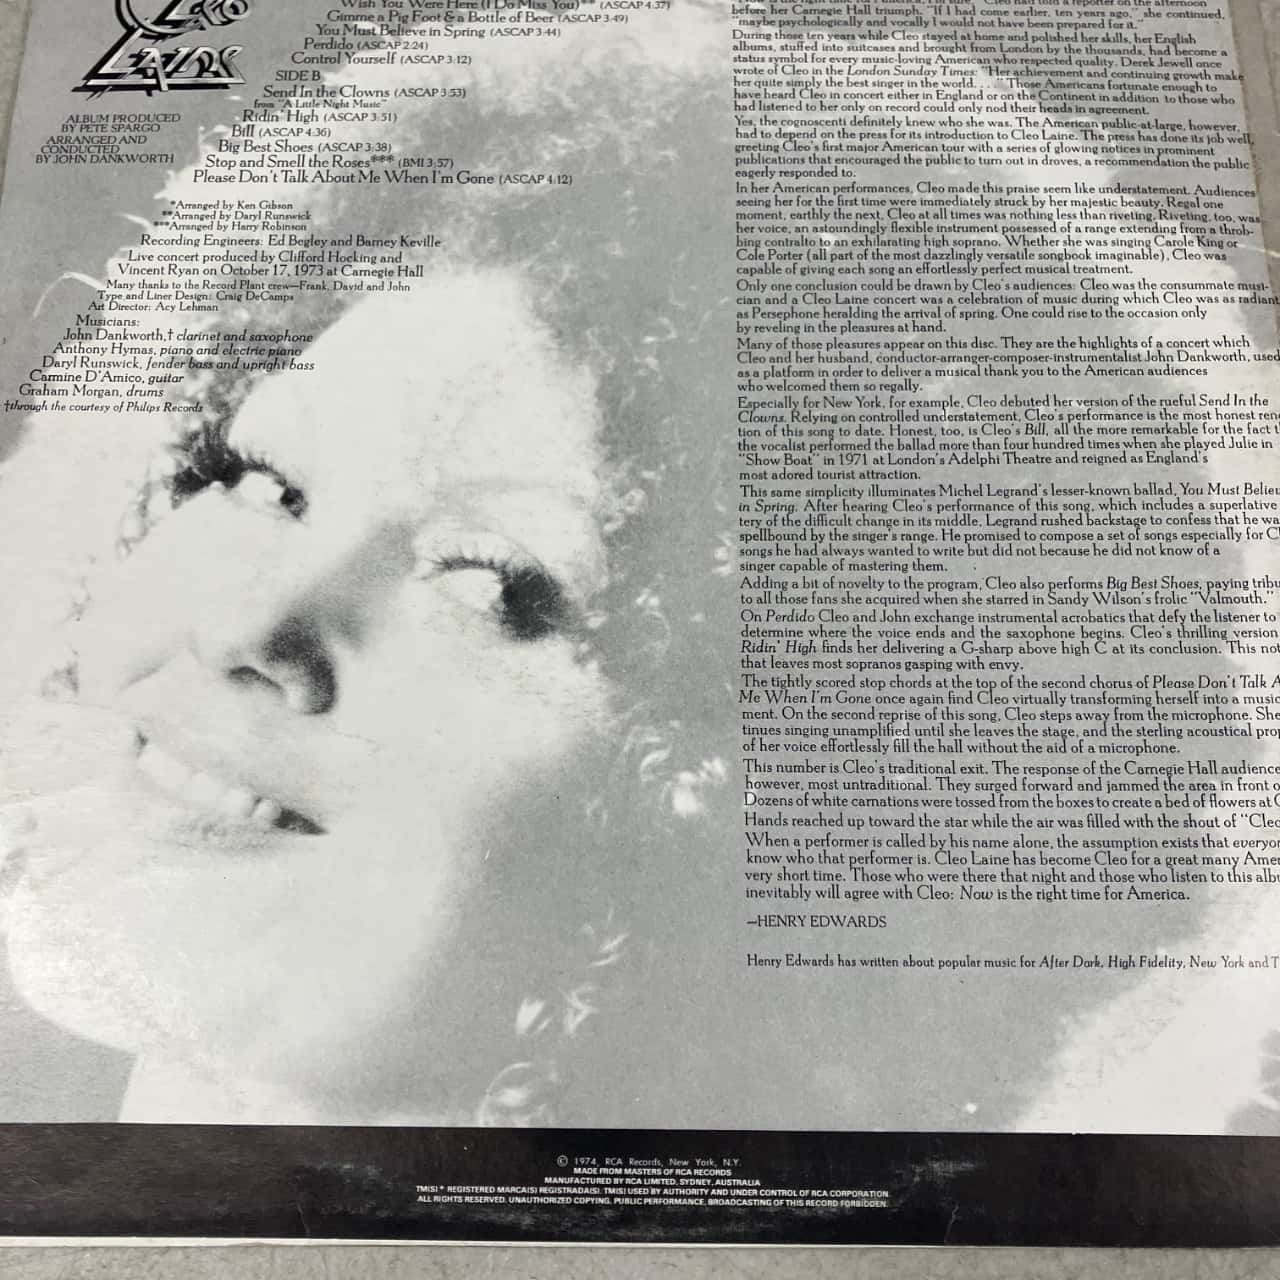 Cleo
Laine
Wish You Were Here (I Do Miss You)** (ASCAP 4:37)
Gimme a Pig Foot & a Bottle of Beer (ASCAP 3:49)
You Must Believe in Spring (ASCAP 3:44)
Perdido (ASCAP 2:24)
Control Yourself (ASCAP 3:12)
SIDE B
Send In the Clowns (ASCAP 3:53)
from "A Little Night Music"
Ridin' High (ASCAP 3:51)
Bill (ASCAP 4:36)
Big Best Shoes (ASCAP 3:38)
Stop and Smell the Roses*** (BMI 3:57)
Please Don't Talk About Me When I'm Gone (ASCAP 4:12)
ALBUM PRODUCED
BY PETE SPARGO
ARRANGED AND
CONDUCTED
BY JOHN DANKWORTH
*Arranged by Ken Gibson
**Arranged by Daryl Runswick
***Arranged by Harry Robinson
Recording Engineers: Ed Begley and Barney Keville
Live concert produced by Clifford Hocking and
Vincent Ryan on October 17, 1973 at Carnegie Hall
Many thanks to the Record Plant crew—Frank, David and John
Type and Liner Design: Craig DeCamps
Art Director: Acy Lehman
Musicians:
John Dankworth,† clarinet and saxophone
Anthony Hymas, piano and electric piano
Daryl Runswick, fender bass and upright bass
Carmine D'Amico, guitar
Graham Morgan, drums
†through the courtesy of Philips Records
Cleo had told a reporter on the afternoon
before her Carnegie Hall triumph. "If I had come earlier, ten years ago," she continued,
"maybe psychologically and vocally I would not have been prepared for it."
During those ten years while Cleo stayed at home and polished her skills, her English
albums, stuffed into suitcases and brought from London by the thousands, had become a
status symbol for every music-loving American who respected quality. Derek Jewell once
wrote of Cleo in the London Sunday Times: "Her achievement and continuing growth make
her quite simply the best singer in the world. . . ." Those Americans fortunate enough to
have heard Cleo in concert either in England or on the Continent in addition to those who
had listened to her only on record could only nod their heads in agreement.
Yes, the cognoscenti definitely knew who she was. The American public-at-large, however,
had to depend on the press for its introduction to Cleo Laine. The press has done its job well,
greeting Cleo's first major American tour with a series of glowing notices in prominent
publications that encouraged the public to turn out in droves, a recommendation the public
eagerly responded to.
In her American performances, Cleo made this praise seem like understatement. Audiences
seeing her for the first time were immediately struck by her majestic beauty. Regal one
moment, earthly the next, Cleo at all times was nothing less than riveting. Riveting, too, was
her voice, an astoundingly flexible instrument possessed of a range extending from a throb-
bing contralto to an exhilarating high soprano. Whether she was singing Carole King or
Cole Porter (all part of the most dazzlingly versatile songbook imaginable), Cleo was
capable of giving each song an effortlessly perfect musical treatment.
Only one conclusion could be drawn by Cleo's audiences: Cleo was the consummate musi-
cian and a Cleo Laine concert was a celebration of music during which Cleo was as radiant
as Persephone heralding the arrival of spring. One could rise to the occasion only
by reveling in the pleasures at hand.
Many of those pleasures appear on this disc. They are the highlights of a concert which
Cleo and her husband, conductor-arranger-composer-instrumentalist John Dankworth, used
as a platform in order to deliver a musical thank you to the American audiences
who welcomed them so regally.
Especially for New York, for example, Cleo debuted her version of the rueful Send In the
Clowns. Relying on controlled understatement, Cleo's performance is the most honest ren
tion of this song to date. Honest, too, is Cleo's Bill, all the more remarkable for the fact t
the vocalist performed the ballad more than four hundred times when she played Julie in
"Show Boat" in 1971 at London's Adelphi Theatre and reigned as England's
most adored tourist attraction.
This same simplicity illuminates Michel Legrand's lesser-known ballad, You Must Believe
in Spring. After hearing Cleo's performance of this song, which includes a superlative
tery of the difficult change in its middle, Legrand rushed backstage to confess that he wa
spellbound by the singer's range. He promised to compose a set of songs especially for C
songs he had always wanted to write but did not because he did not know of a
singer capable of mastering them.
Adding a bit of novelty to the program, Cleo also performs Big Best Shoes, paying tribu
to all those fans she acquired when she starred in Sandy Wilson's frolic "Valmouth."
On Perdido Cleo and John exchange instrumental acrobatics that defy the listener to
determine where the voice ends and the saxophone begins. Cleo's thrilling version
Ridin' High finds her delivering a G-sharp above high C at its conclusion. This not
that leaves most sopranos gasping with envy.
The tightly scored stop chords at the top of the second chorus of Please Don't Talk A
Me When I'm Gone once again find Cleo virtually transforming herself into a music
ment. On the second reprise of this song, Cleo steps away from the microphone. She
tinues singing unamplified until she leaves the stage, and the sterling acoustical prop
of her voice effortlessly fill the hall without the aid of a microphone.
This number is Cleo's traditional exit. The response of the Carnegie Hall audience
however, most untraditional. They surged forward and jammed the area in front o
Dozens of white carnations were tossed from the boxes to create a bed of flowers at C
Hands reached up toward the star while the air was filled with the shout of "Cleo
When a performer is called by his name alone, the assumption exists that everyon
know who that performer is. Cleo Laine has become Cleo for a great many Amer
very short time. Those who were there that night and those who listen to this albu
inevitably will agree with Cleo: Now is the right time for America.
—HENRY EDWARDS
Henry Edwards has written about popular music for After Dark, High Fidelity, New York and T
© 1974, RCA Records, New York, N.Y.
MADE FROM MASTERS OF RCA RECORDS
MANUFACTURED BY RCA LIMITED, SYDNEY, AUSTRALIA
TM(S) ® REGISTERED MARCA(S) REGISTRADA(S). TM(S) USED BY AUTHORITY AND UNDER CONTROL OF RCA CORPORATION.
ALL RIGHTS RESERVED. UNAUTHORIZED COPYING, PUBLIC PERFORMANCE, BROADCASTING OF THIS RECORD FORBIDDEN.